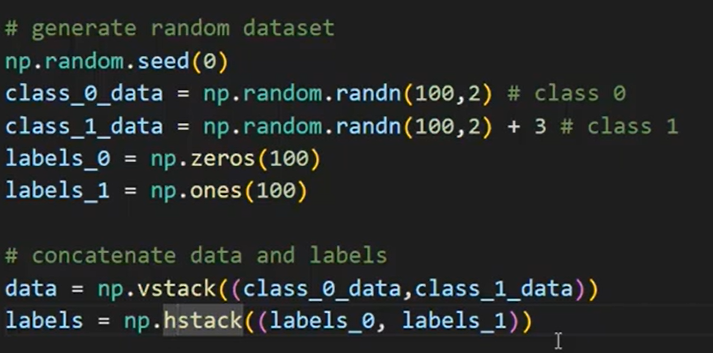 # generate random dataset
np.random.seed(0)
class_0_data = np.random.randn(100,2) # class 0
class_1_data = np.random.randn(100,2) + 3 # class 1
labels_0 = np.zeros(100)
labels_1 = np.ones(100)
# concatenate data and labels
data = np.vstack((class_0_data,class_1_data))
labels = np.hstack((labels_0, labels_1))